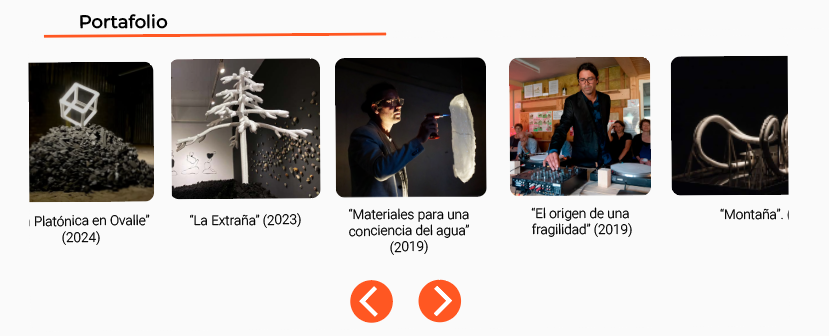 Portafolio
Platónica en Ovalle”
(2024)
“La Extraña” (2023)
“Materiales para una
conciencia del agua”
(2019)
“El origen de una
fragilidad” (2019)
“Montaña”. (